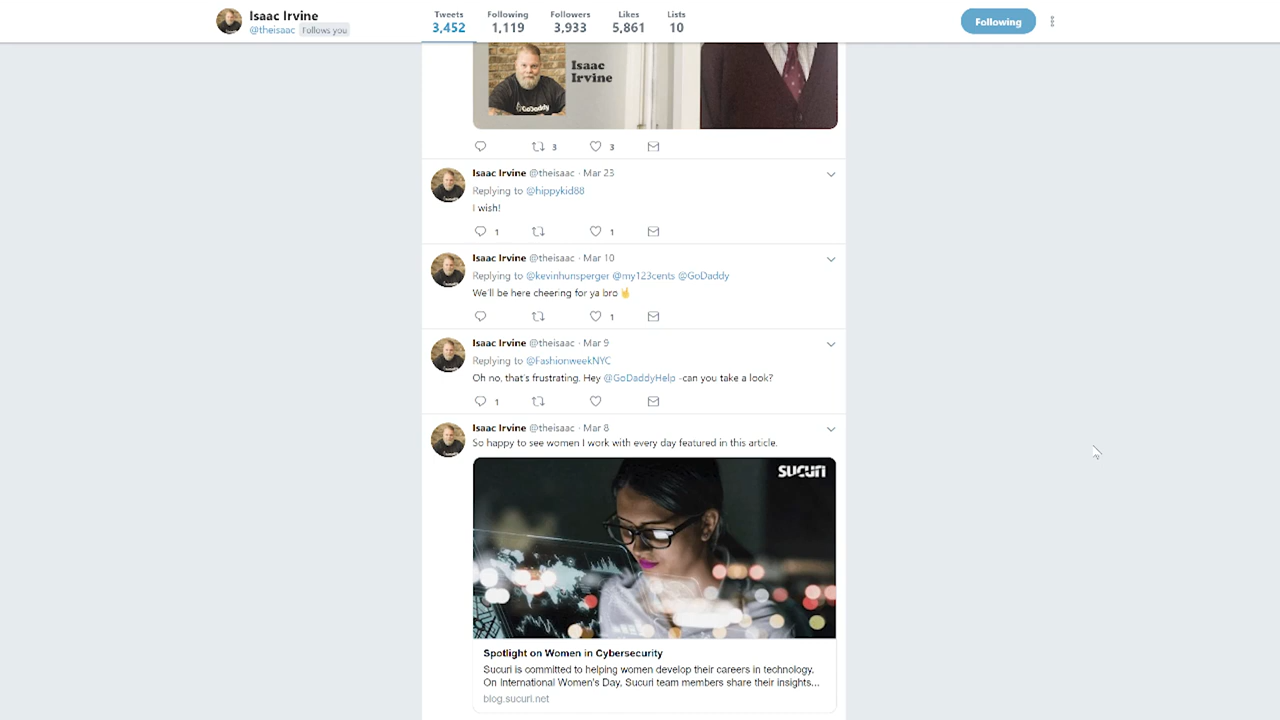 Isaac Irvine
@theisaac Follows you
Tweets
3,452
Following
1,119
Followers
3,933
Likes
5,861
Lists
10
Following
Isaac
Irvine
GoDaddy
3 3
Isaac Irvine @theisaac · Mar 23
Replying to @hippykid88
I wish!
1 1
Isaac Irvine @theisaac · Mar 10
Replying to @kevinhunsperger @my123cents @GoDaddy
We'll be here cheering for ya bro 🤘
1
Isaac Irvine @theisaac · Mar 9
Replying to @FashionweekNYC
Oh no, that's frustrating. Hey @GoDaddyHelp -can you take a look?
1
Isaac Irvine @theisaac · Mar 8
So happy to see women I work with every day featured in this article.
SUCURI
Spotlight on Women in Cybersecurity
Sucuri is committed to helping women develop their careers in technology.
On International Women's Day, Sucuri team members share their insights...
blog.sucuri.net